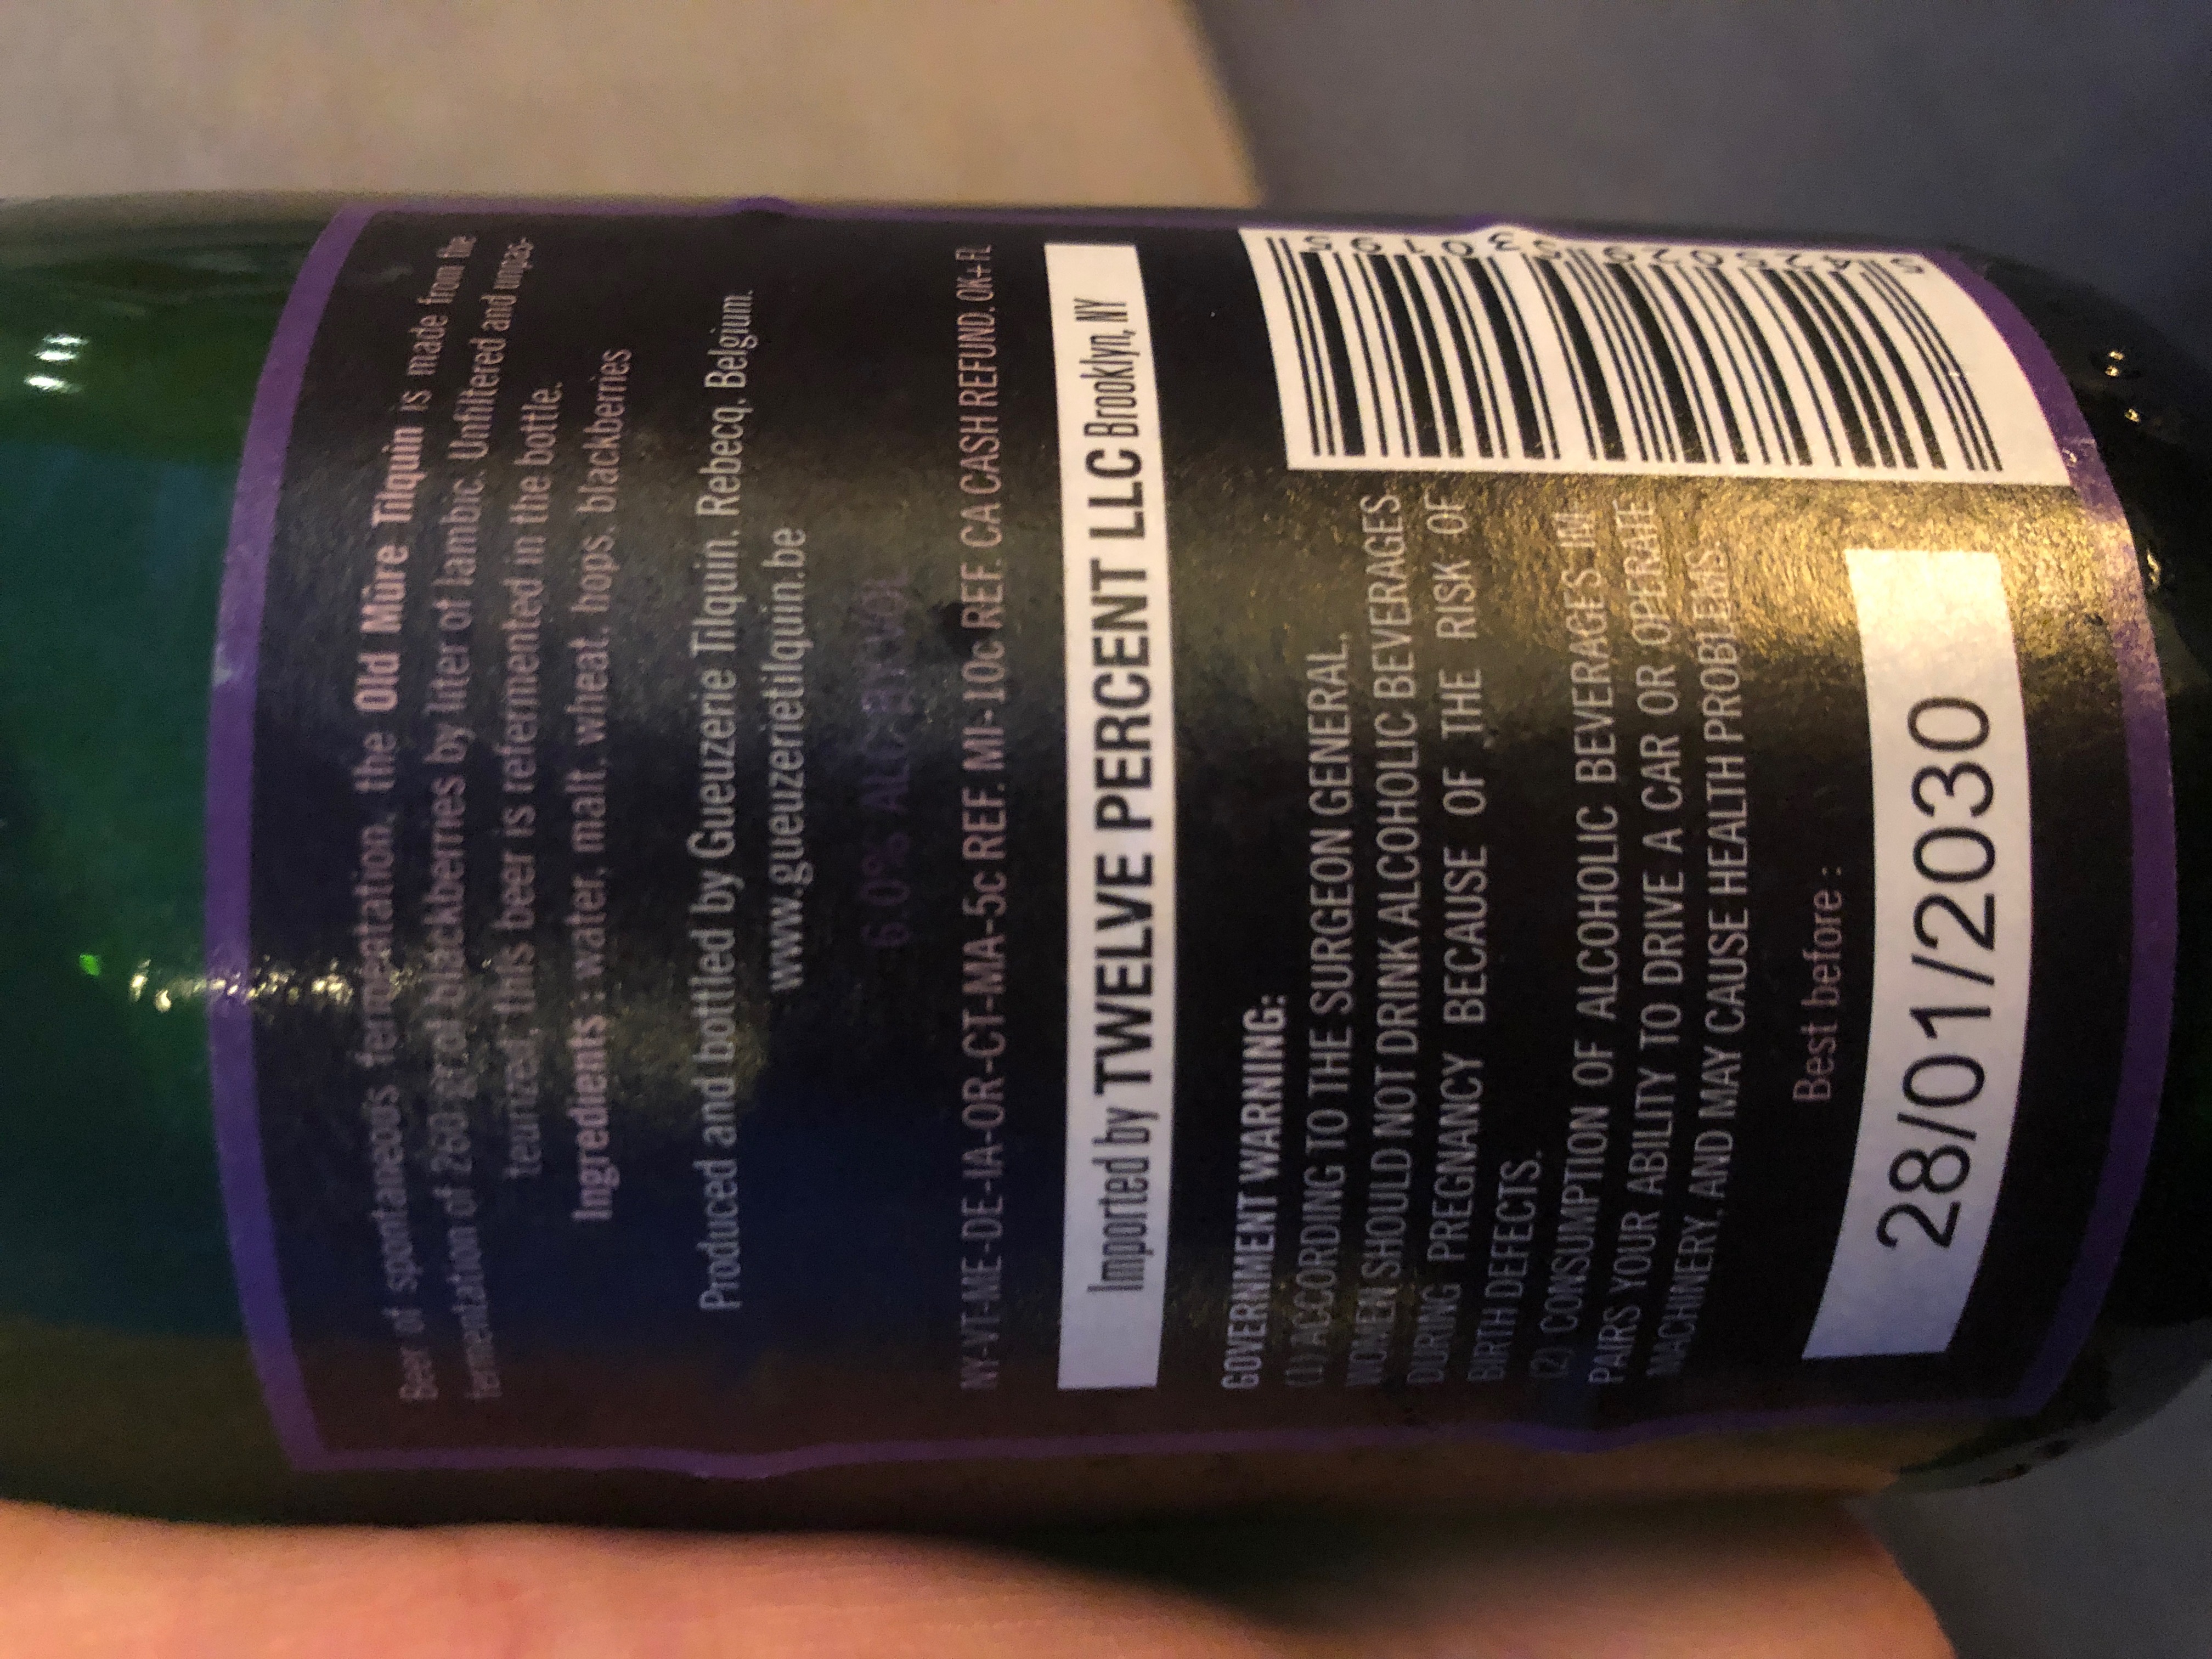 Beer of spontaneous fermentation, the Old Mûre Tilquin is made from the
fermentation of 260 gr of blackberries by liter of lambic. Unfiltered and unpas-
teurized, this beer is refermented in the bottle.
Ingredients : water, malt, wheat, hops, blackberries
Produced and bottled by Gueuzerie Tilquin, Rebecq, Belgium.
www.gueuzerietilquin.be
6.0% ALC. BY VOL
NY-VT-ME-DE-IA-OR-CT-MA-5c REF. MI-10c REF. CA CASH REFUND. OK+ FL
Imported by TWELVE PERCENT LLC Brooklyn, NY
GOVERNMENT WARNING:
(1) ACCORDING TO THE SURGEON GENERAL,
WOMEN SHOULD NOT DRINK ALCOHOLIC BEVERAGES
DURING PREGNANCY BECAUSE OF THE RISK OF
BIRTH DEFECTS.
(2) CONSUMPTION OF ALCOHOLIC BEVERAGES IM
PAIRS YOUR ABILITY TO DRIVE A CAR OR OPERATE
MACHINERY, AND MAY CAUSE HEALTH PROBLEMS.
5 425029 530195
Best before :
28/01/2030